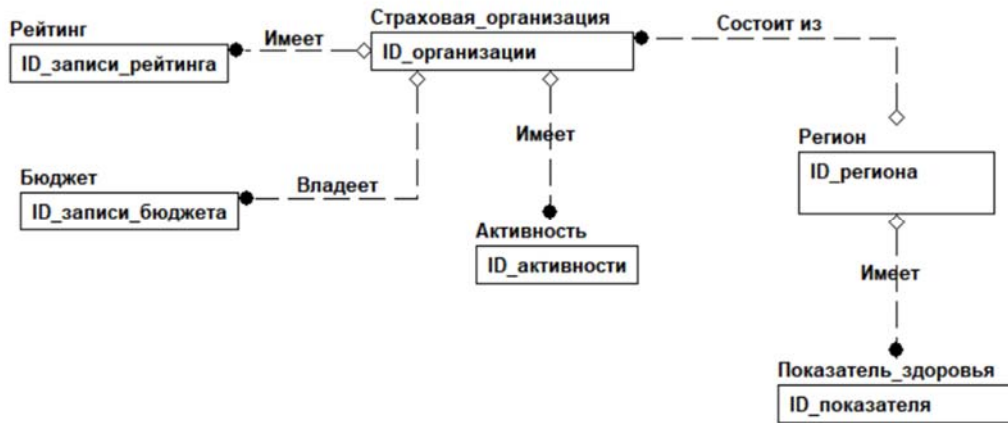 Страховая_организация
Состоит из
Рейтинг
Имеет
ID_организации
ID_записи_рейтинга
Имеет
Регион
ID_региона
Бюджет
Владеет
ID_записи_бюджета
Активность
ID_активности
Имеет
Показатель_здоровья
ID_показателя